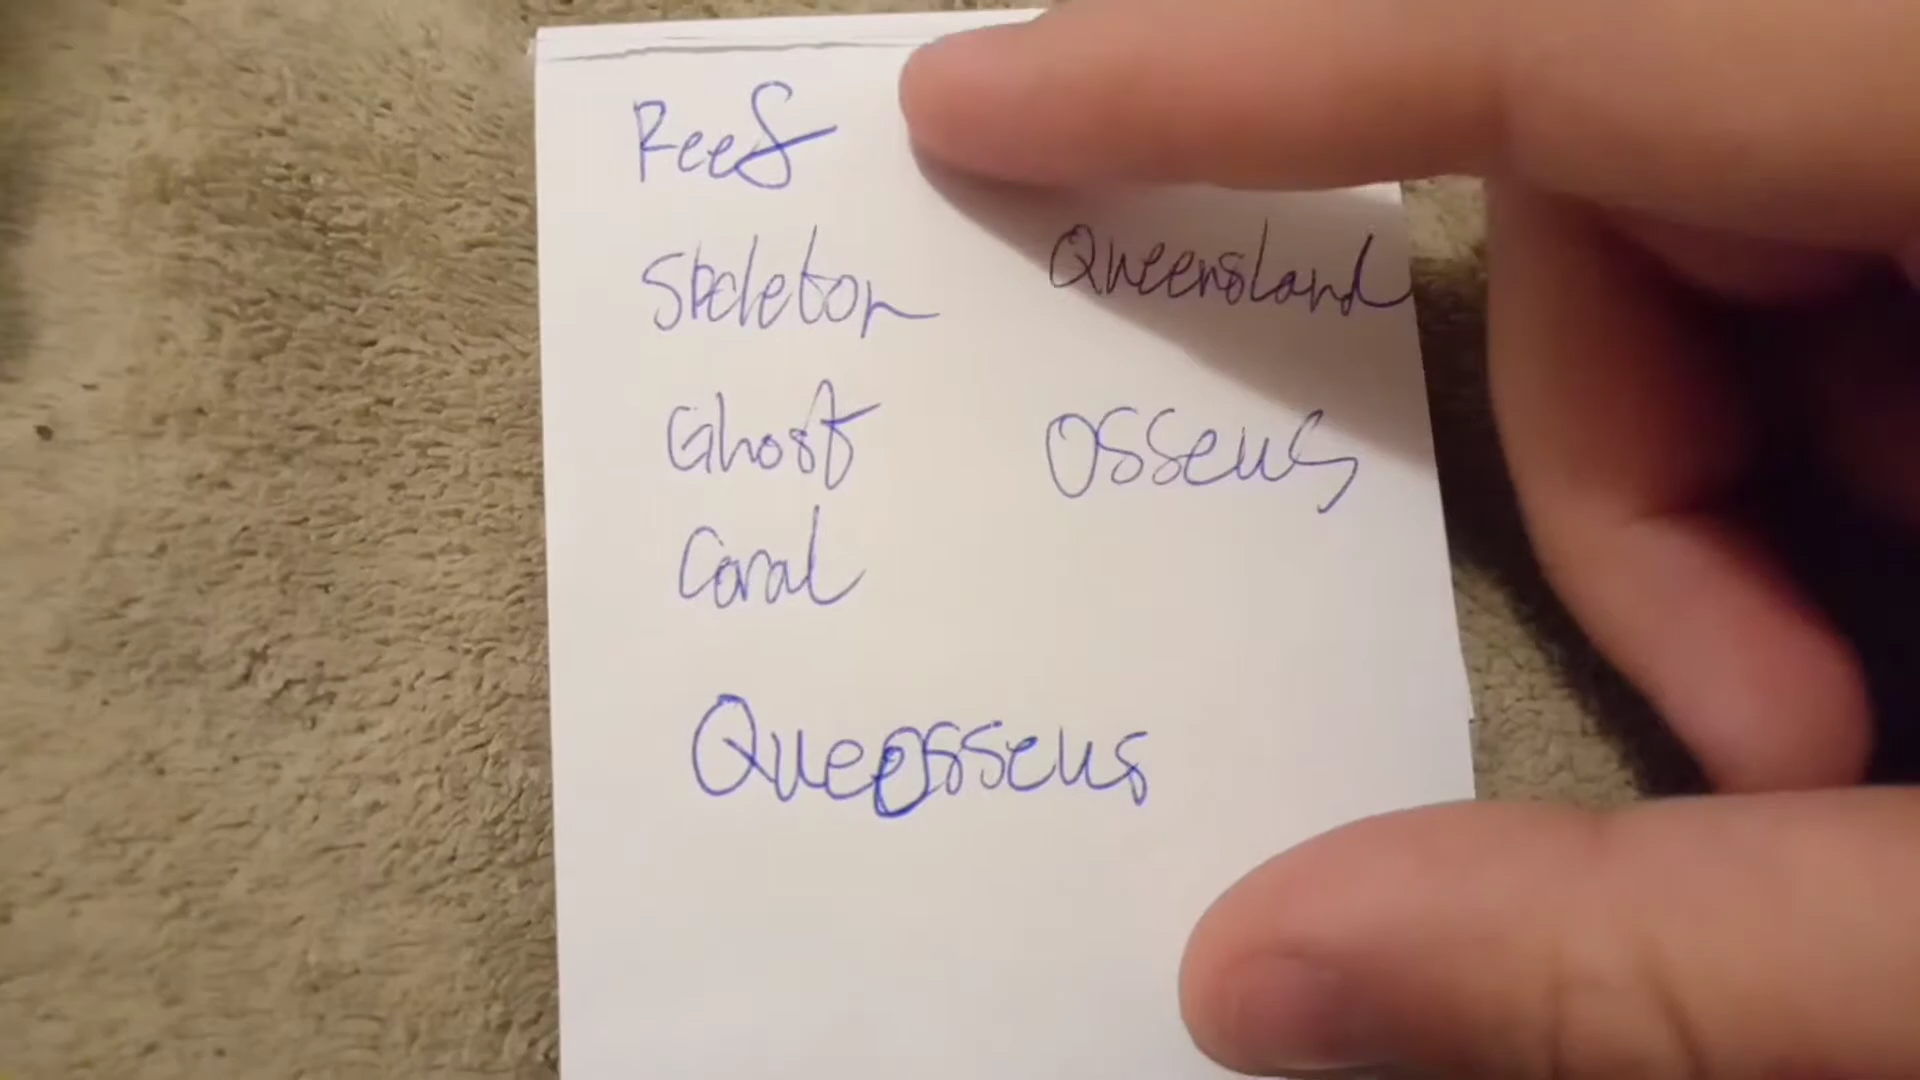 Reef
Skeleton Queensland
Ghost Osseus
Coral
Queosseus